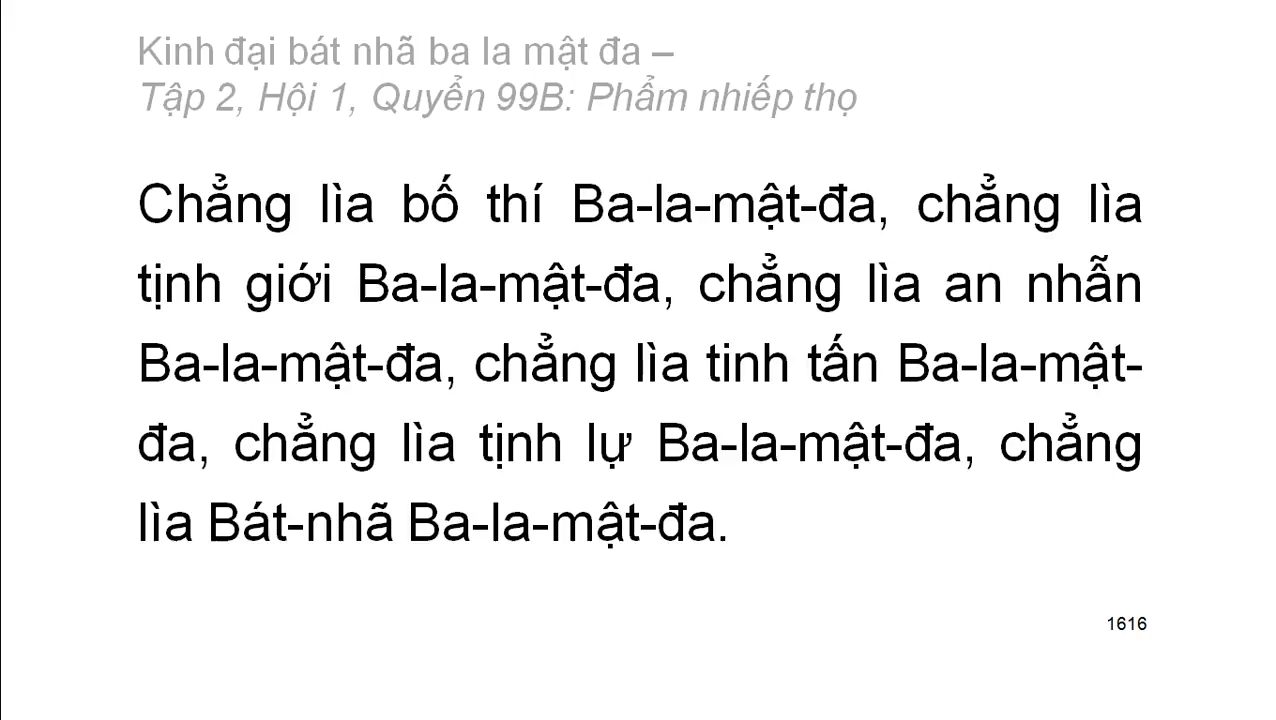 Kinh đại bát nhã ba la mật đa –
Tập 2, Hội 1, Quyển 99B: Phẩm nhiếp thọ
Chẳng lìa bố thí Ba-la-mật-đa, chẳng lìa
tịnh giới Ba-la-mật-đa, chẳng lìa an nhẫn
Ba-la-mật-đa, chẳng lìa tinh tấn Ba-la-mật-
đa, chẳng lìa tịnh lự Ba-la-mật-đa, chẳng
lìa Bát-nhã Ba-la-mật-đa.
1616